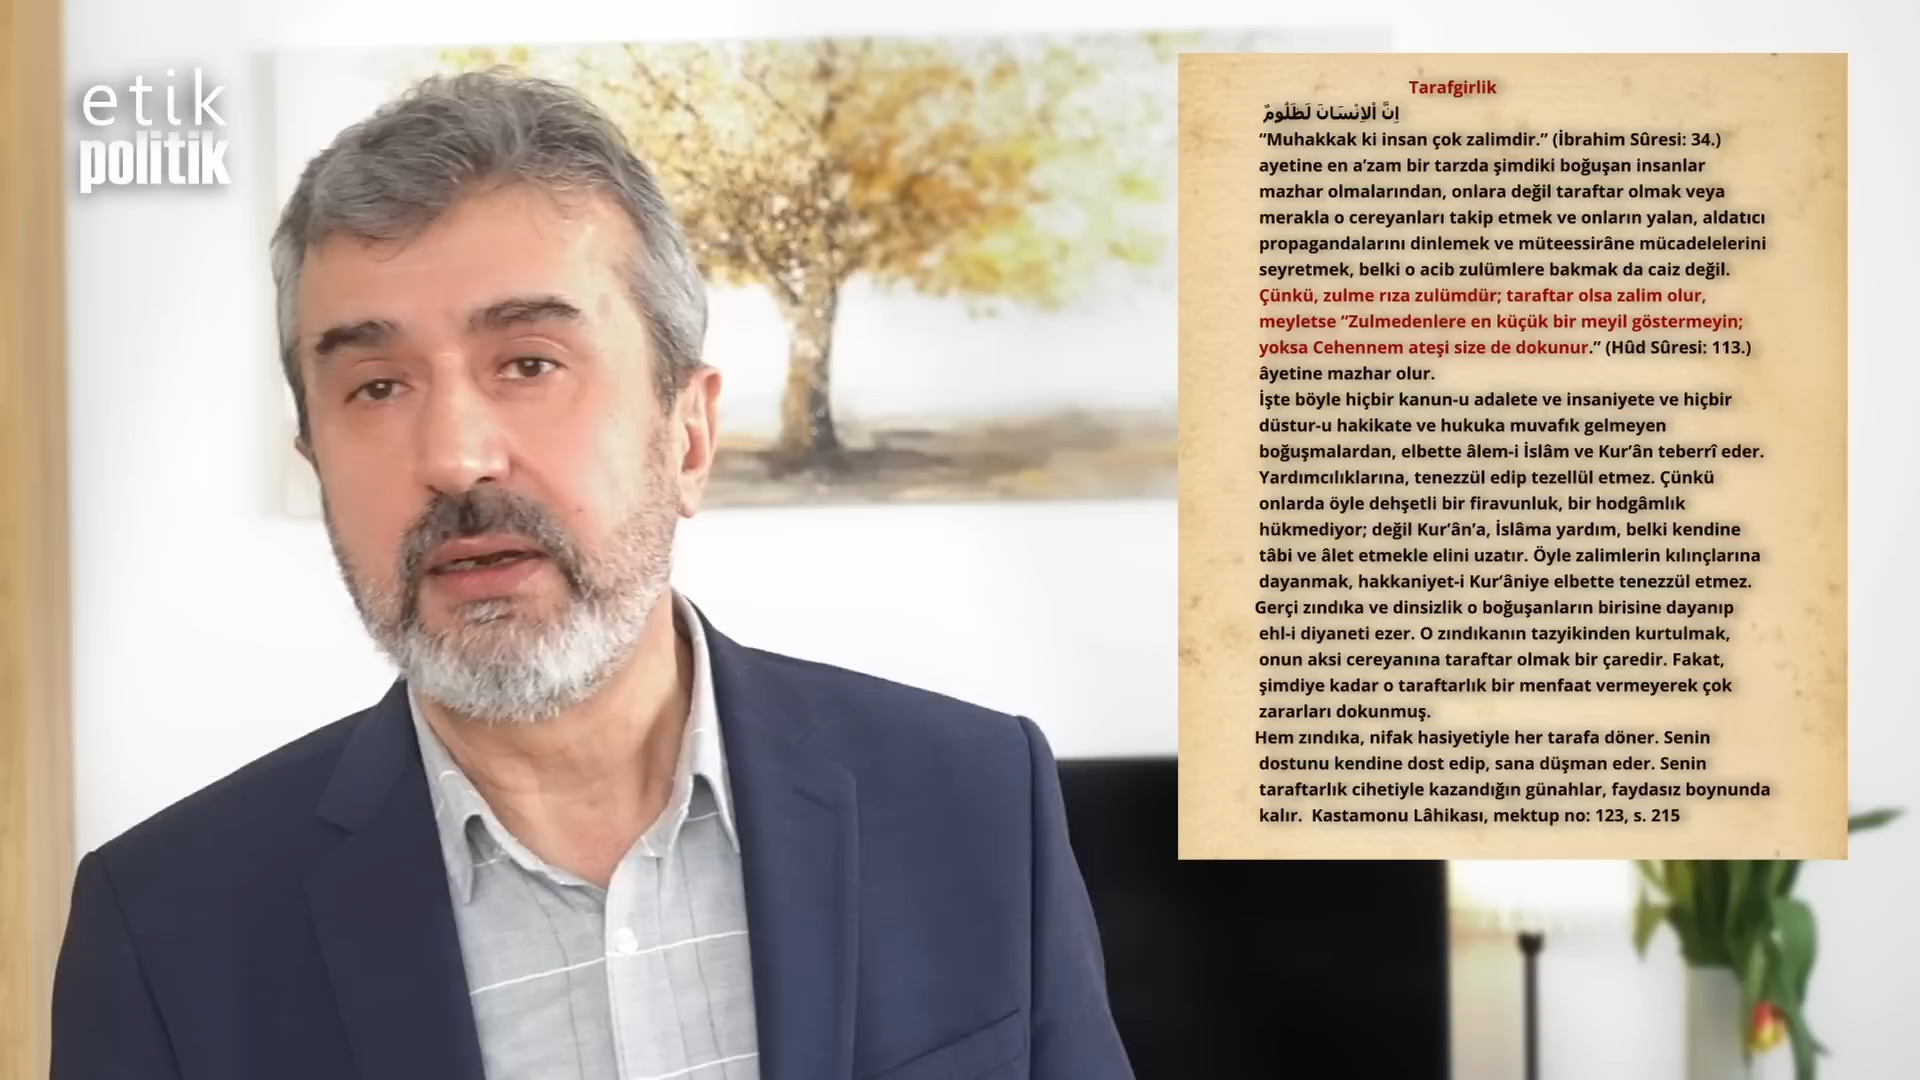 etik
politik
Tarafgirlik
اِنَّ اْلاِنْسَانَ لَظَلُومٌ
“Muhakkak ki insan çok zalimdir.” (İbrahim Sûresi: 34.)
ayetine en a’zam bir tarzda şimdiki boğuşan insanlar
mazhar olmalarından, onlara değil taraftar olmak veya
merakla o cereyanları takip etmek ve onların yalan, aldatıcı
propagandalarını dinlemek ve müteessirâne mücadelelerini
seyretmek, belki o acib zulümlere bakmak da caiz değil.
Çünkü, zulme rıza zulümdür; taraftar olsa zalim olur,
meyletse “Zulmedenlere en küçük bir meyil göstermeyin;
yoksa Cehennem ateşi size de dokunur.” (Hûd Sûresi: 113.)
âyetine mazhar olur.
İşte böyle hiçbir kanun-u adalete ve insaniyete ve hiçbir
düstur-u hakikate ve hukuka muvafık gelmeyen
boğuşmalardan, elbette âlem-i İslâm ve Kur’ân teberrî eder.
Yardımcılıklarına, tenezzül edip tezellül etmez. Çünkü
onlarda öyle dehşetli bir firavunluk, bir hodgâmlık
hükmediyor; değil Kur’ân’a, İslâma yardım, belki kendine
tâbi ve âlet etmekle elini uzatır. Öyle zalimlerin kılınçlarına
dayanmak, hakkaniyet-i Kur’âniye elbette tenezzül etmez.
Gerçi zındıka ve dinsizlik o boğuşanların birisine dayanıp
ehl-i diyaneti ezer. O zındıkanın tazyikinden kurtulmak,
onun aksi cereyanına taraftar olmak bir çaredir. Fakat,
şimdiye kadar o taraftarlık bir menfaat vermeyerek çok
zararları dokunmuş.
Hem zındıka, nifak hasiyetiyle her tarafa döner. Senin
dostunu kendine dost edip, sana düşman eder. Senin
taraftarlık cihetiyle kazandığın günahlar, faydasız boynunda
kalır. Kastamonu Lâhikası, mektup no: 123, s. 215